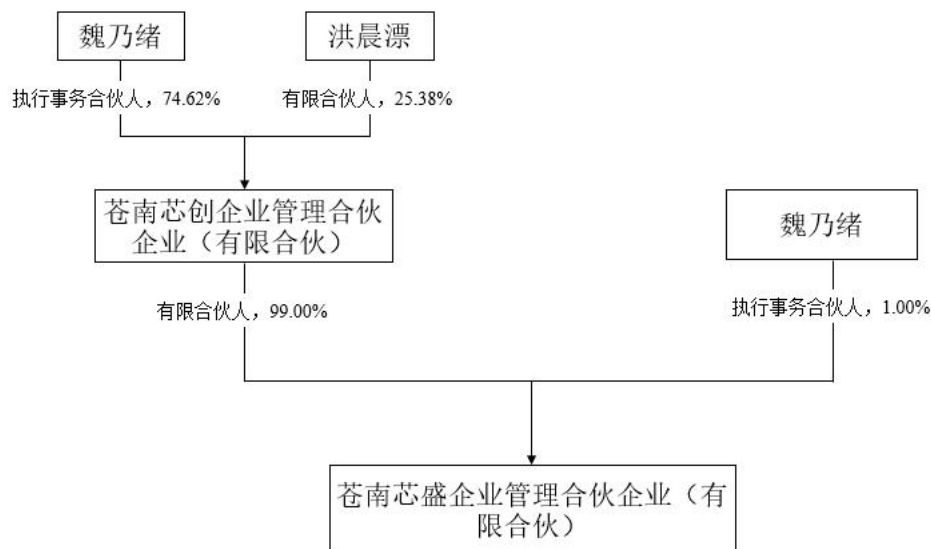 魏乃绪
洪晨漂
执行事务合伙人，74.62%
有限合伙人，25.38%
苍南芯创企业管理合伙
企业（有限合伙）
魏乃绪
有限合伙人，99.00%
执行事务合伙人，1.00%
苍南芯盛企业管理合伙企业（有
限合伙）